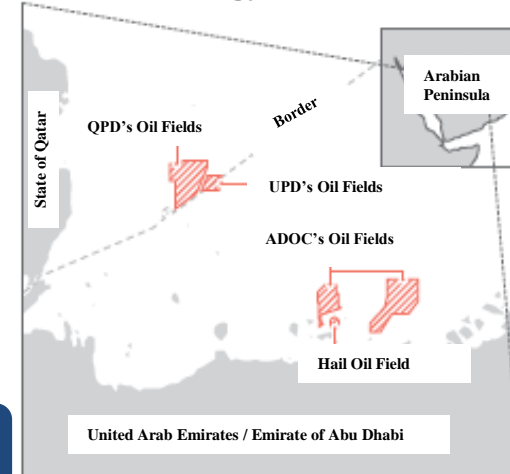 Arabian
Peninsula
Border
QPD's Oil Fields
State of Qatar
UPD's Oil Fields
ADOC's Oil Fields
Hail Oil Field
United Arab Emirates / Emirate of Abu Dhabi